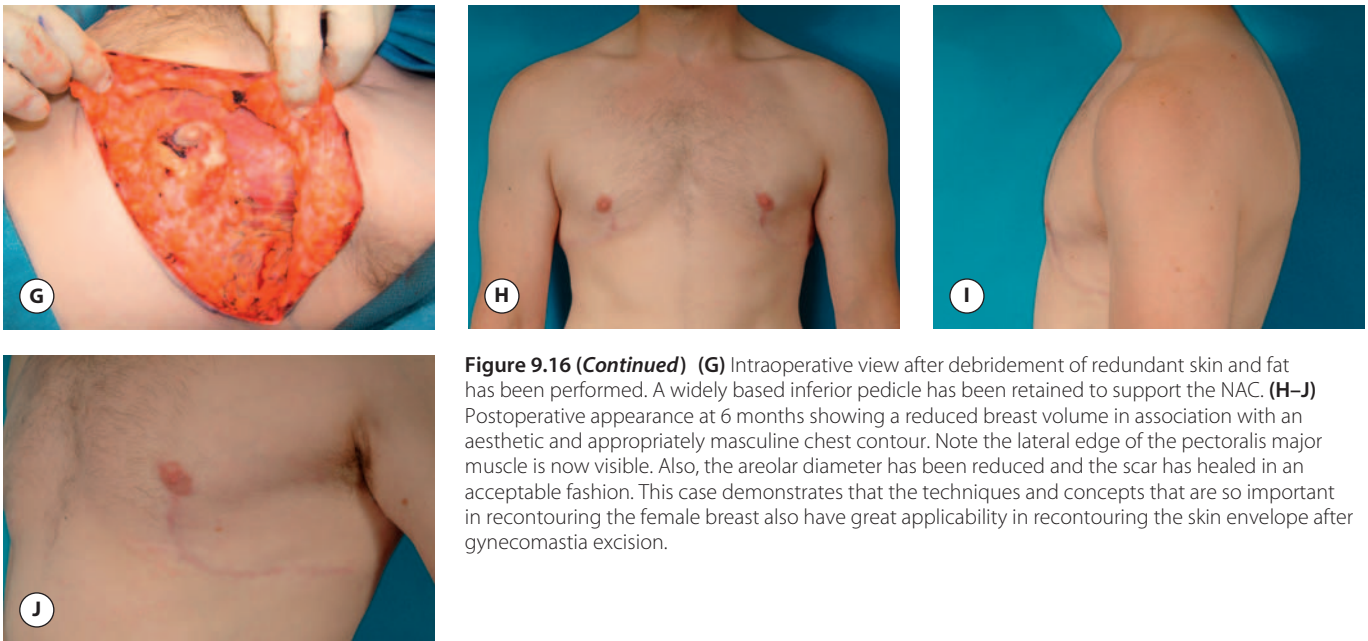 G
H
I
J
Figure 9.16 (Continued) (G) Intraoperative view after debridement of redundant skin and fat
has been performed. A widely based inferior pedicle has been retained to support the NAC. (H–J)
Postoperative appearance at 6 months showing a reduced breast volume in association with an
aesthetic and appropriately masculine chest contour. Note the lateral edge of the pectoralis major
muscle is now visible. Also, the areolar diameter has been reduced and the scar has healed in an
acceptable fashion. This case demonstrates that the techniques and concepts that are so important
in recontouring the female breast also have great applicability in recontouring the skin envelope after
gynecomastia excision.